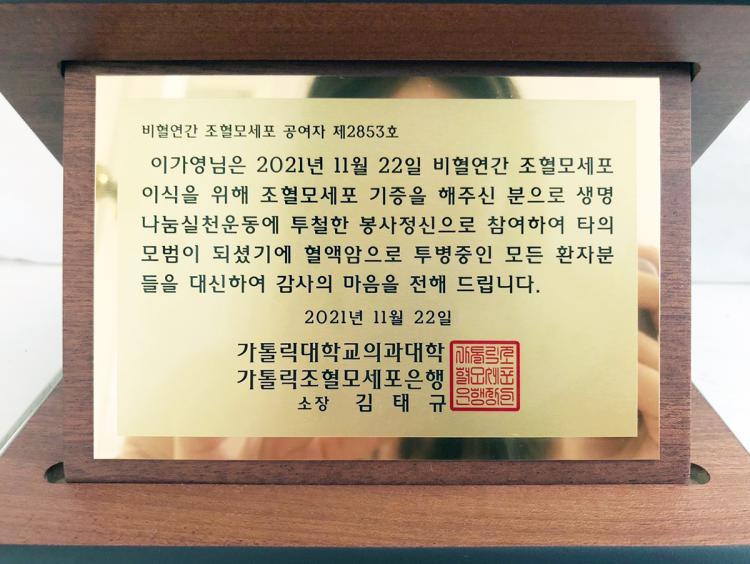 비혈연간 조혈모세포 공여자 제2853호
이가영님은 2021년 11월 22일 비혈연간 조혈모세포
이식을 위해 조혈모세포 기증을 해주신 분으로 생명
나눔실천운동에 투철한 봉사정신으로 참여하여 타의
모범이 되셨기에 혈액암으로 투병중인 모든 환자분
들을 대신하여 감사의 마음을 전해 드립니다.
2021년 11월 22일
가톨릭대학교의과대학
가톨릭조혈모세포은행
소장 김 태 규